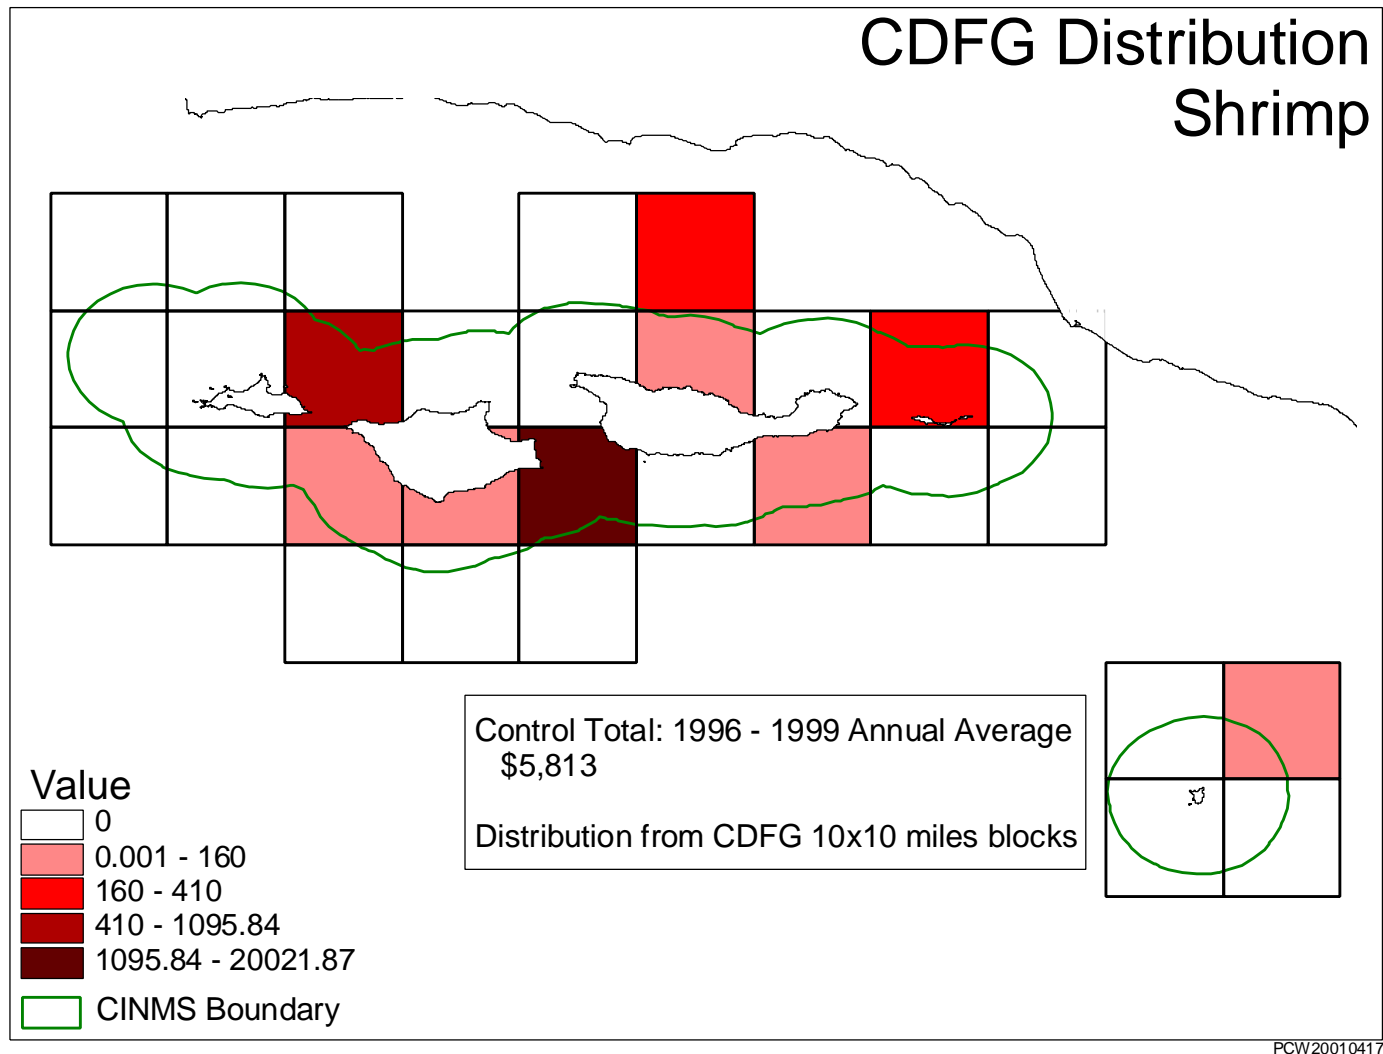 CDFG Distribution
Shrimp
Control Total: 1996 - 1999 Annual Average
$5,813
Distribution from CDFG 10x10 miles blocks
Value
0
0.001 - 160
160 - 410
410 - 1095.84
1095.84 - 20021.87
CINMS Boundary
PCW20010417